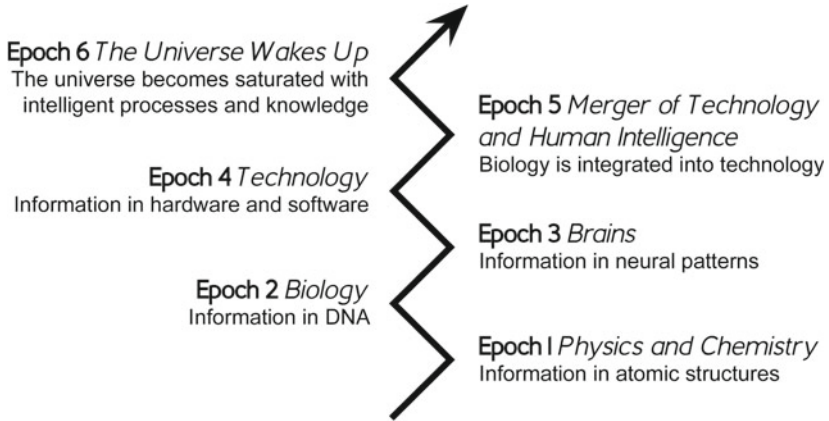 Epoch 6 The Universe Wakes Up
The universe becomes saturated with
intelligent processes and knowledge
Epoch 5 Merger of Technology
and Human Intelligence
Biology is integrated into technology
Epoch 4 Technology
Information in hardware and software
Epoch 3 Brains
Information in neural patterns
Epoch 2 Biology
Information in DNA
Epoch 1 Physics and Chemistry
Information in atomic structures